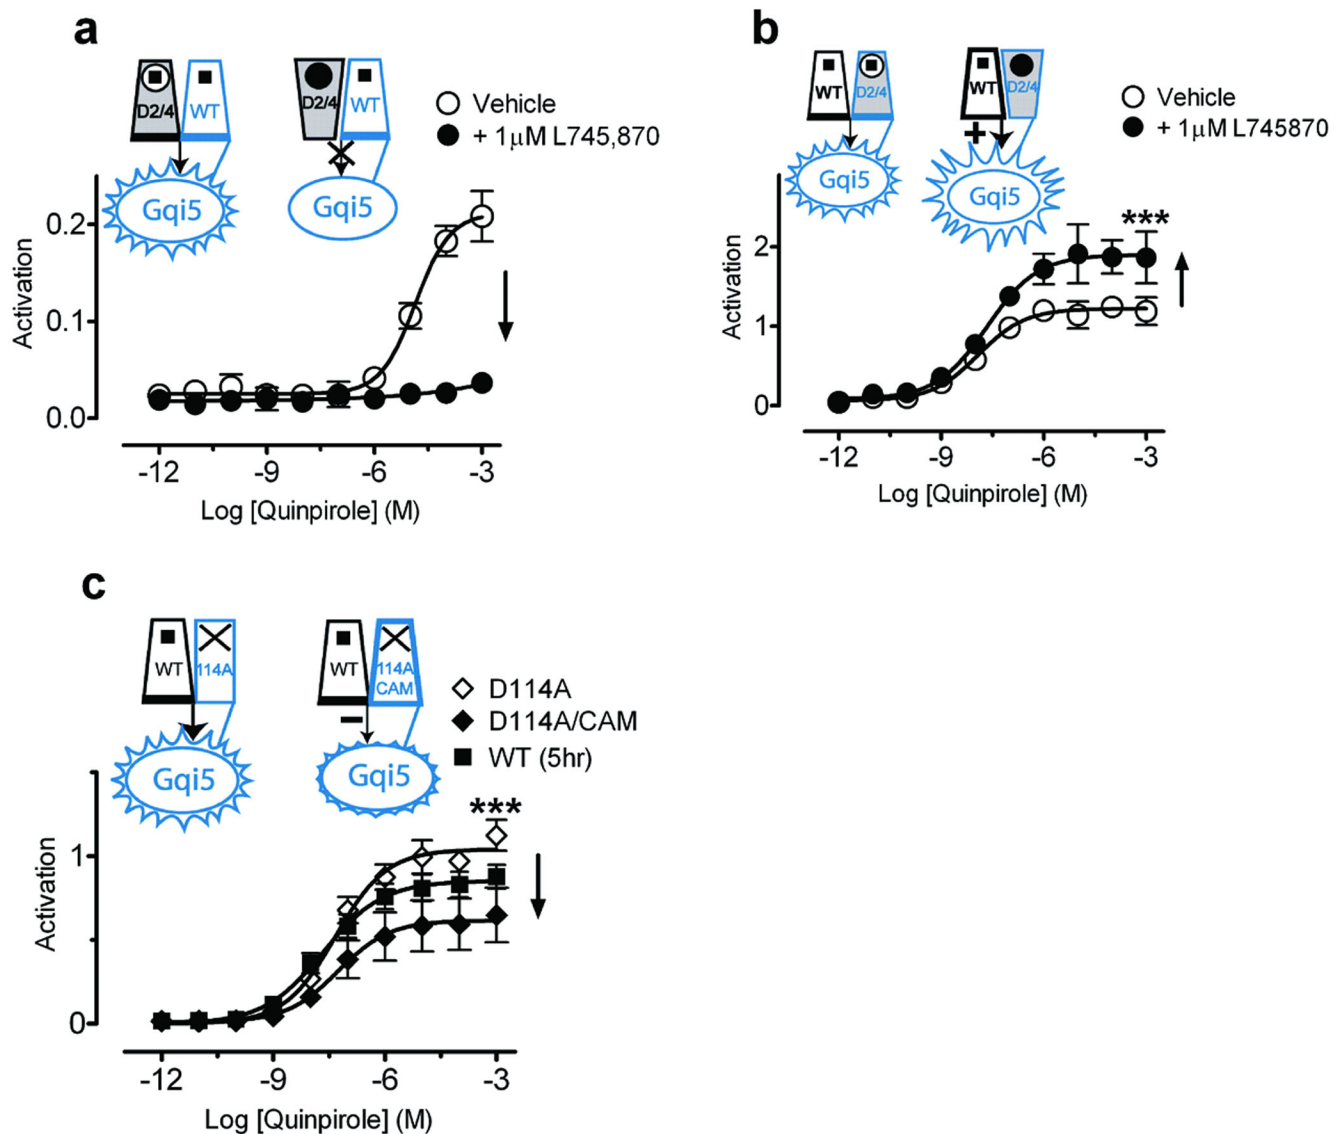 a
D2/4 WT D2/4 WT
Vehicle
+ 1μM L745,870
Gqi5 Gqi5
Activation
0.2
0.1
0.0
-12 -9 -6 -3
Log [Quinpirole] (M)
b
WT D2/4 WT D2/4
Vehicle
+ 1μM L745870
+
Gqi5 Gqi5
***
Activation
2
1
0
-12 -9 -6 -3
Log [Quinpirole] (M)
c
WT 114A WT 114A
CAM
D114A
D114A/CAM
WT (5hr)
−
Gqi5 Gqi5
***
Activation
1
0
-12 -9 -6 -3
Log [Quinpirole] (M)